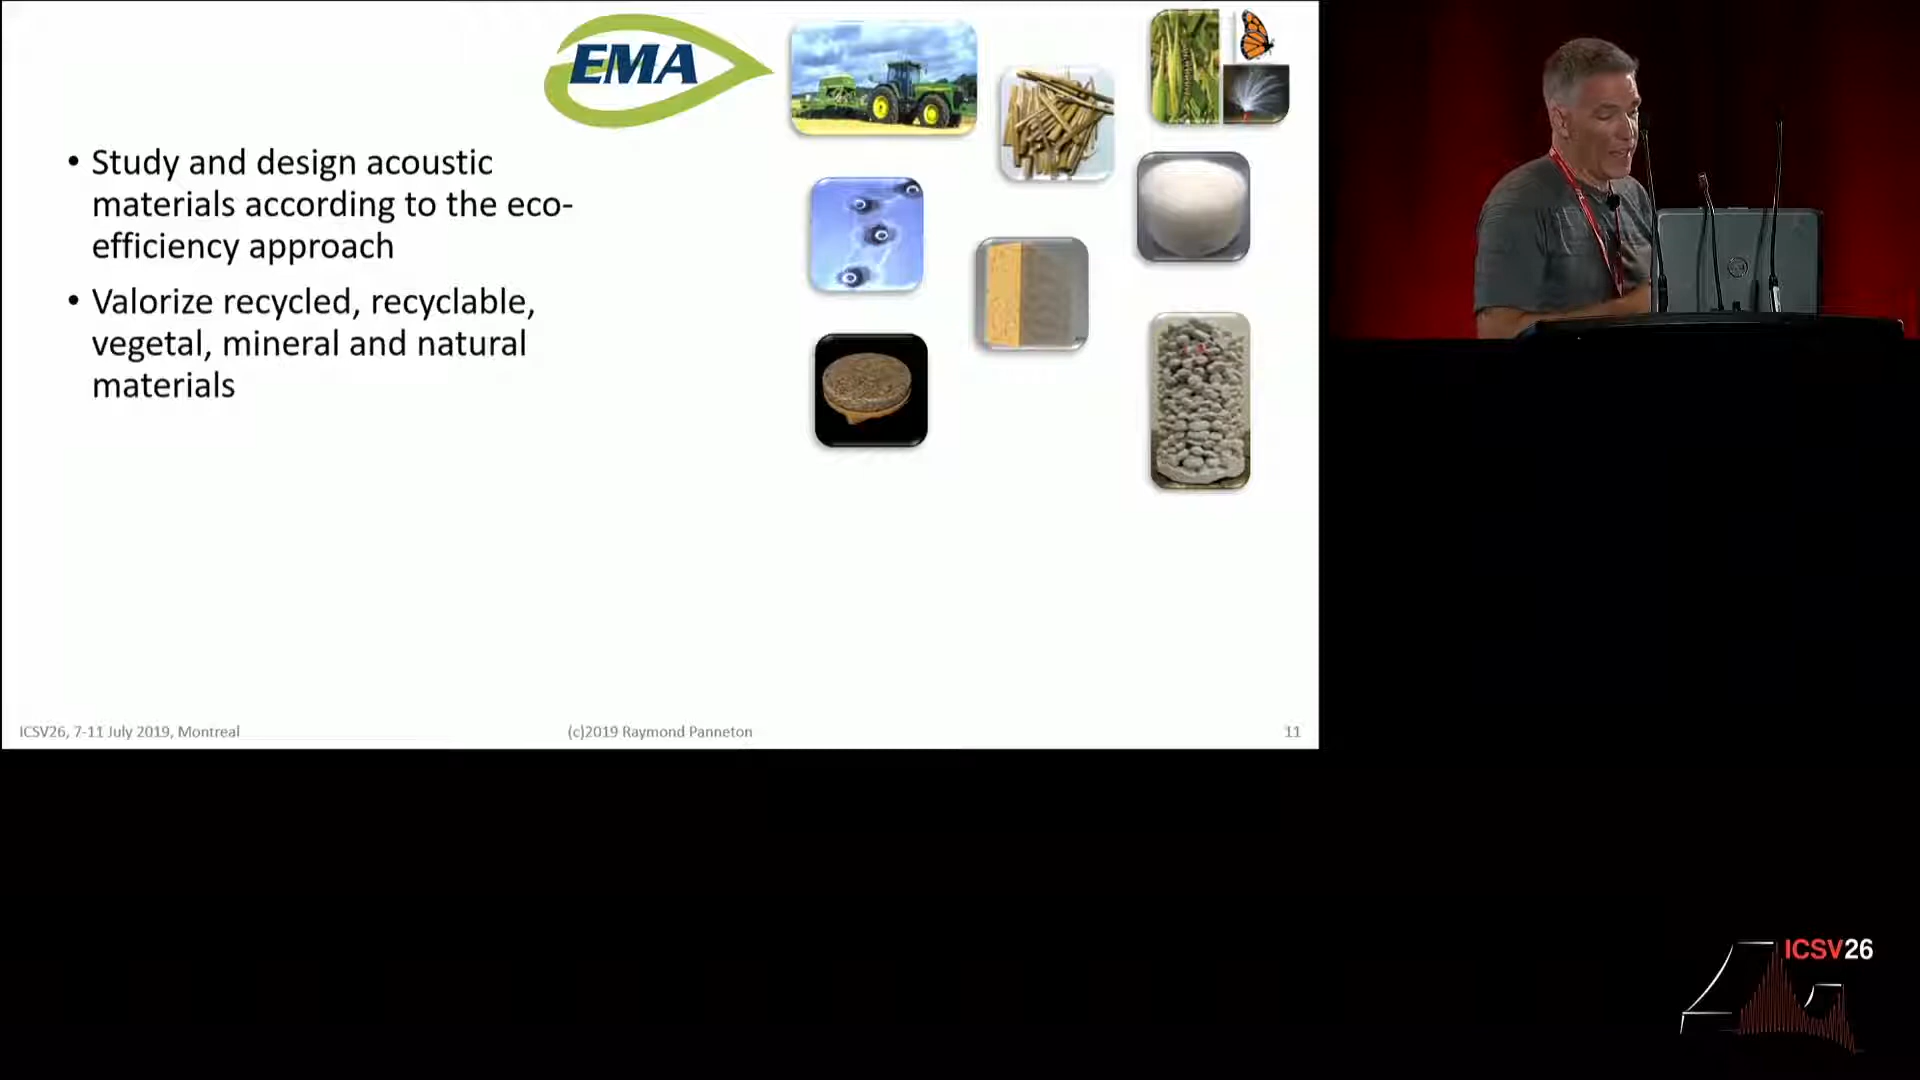 EMA
• Study and design acoustic
materials according to the eco-
efficiency approach
• Valorize recycled, recyclable,
vegetal, mineral and natural
materials
ICSV26, 7-11 July 2019, Montreal
(c)2019 Raymond Panneton
11
ICSV26